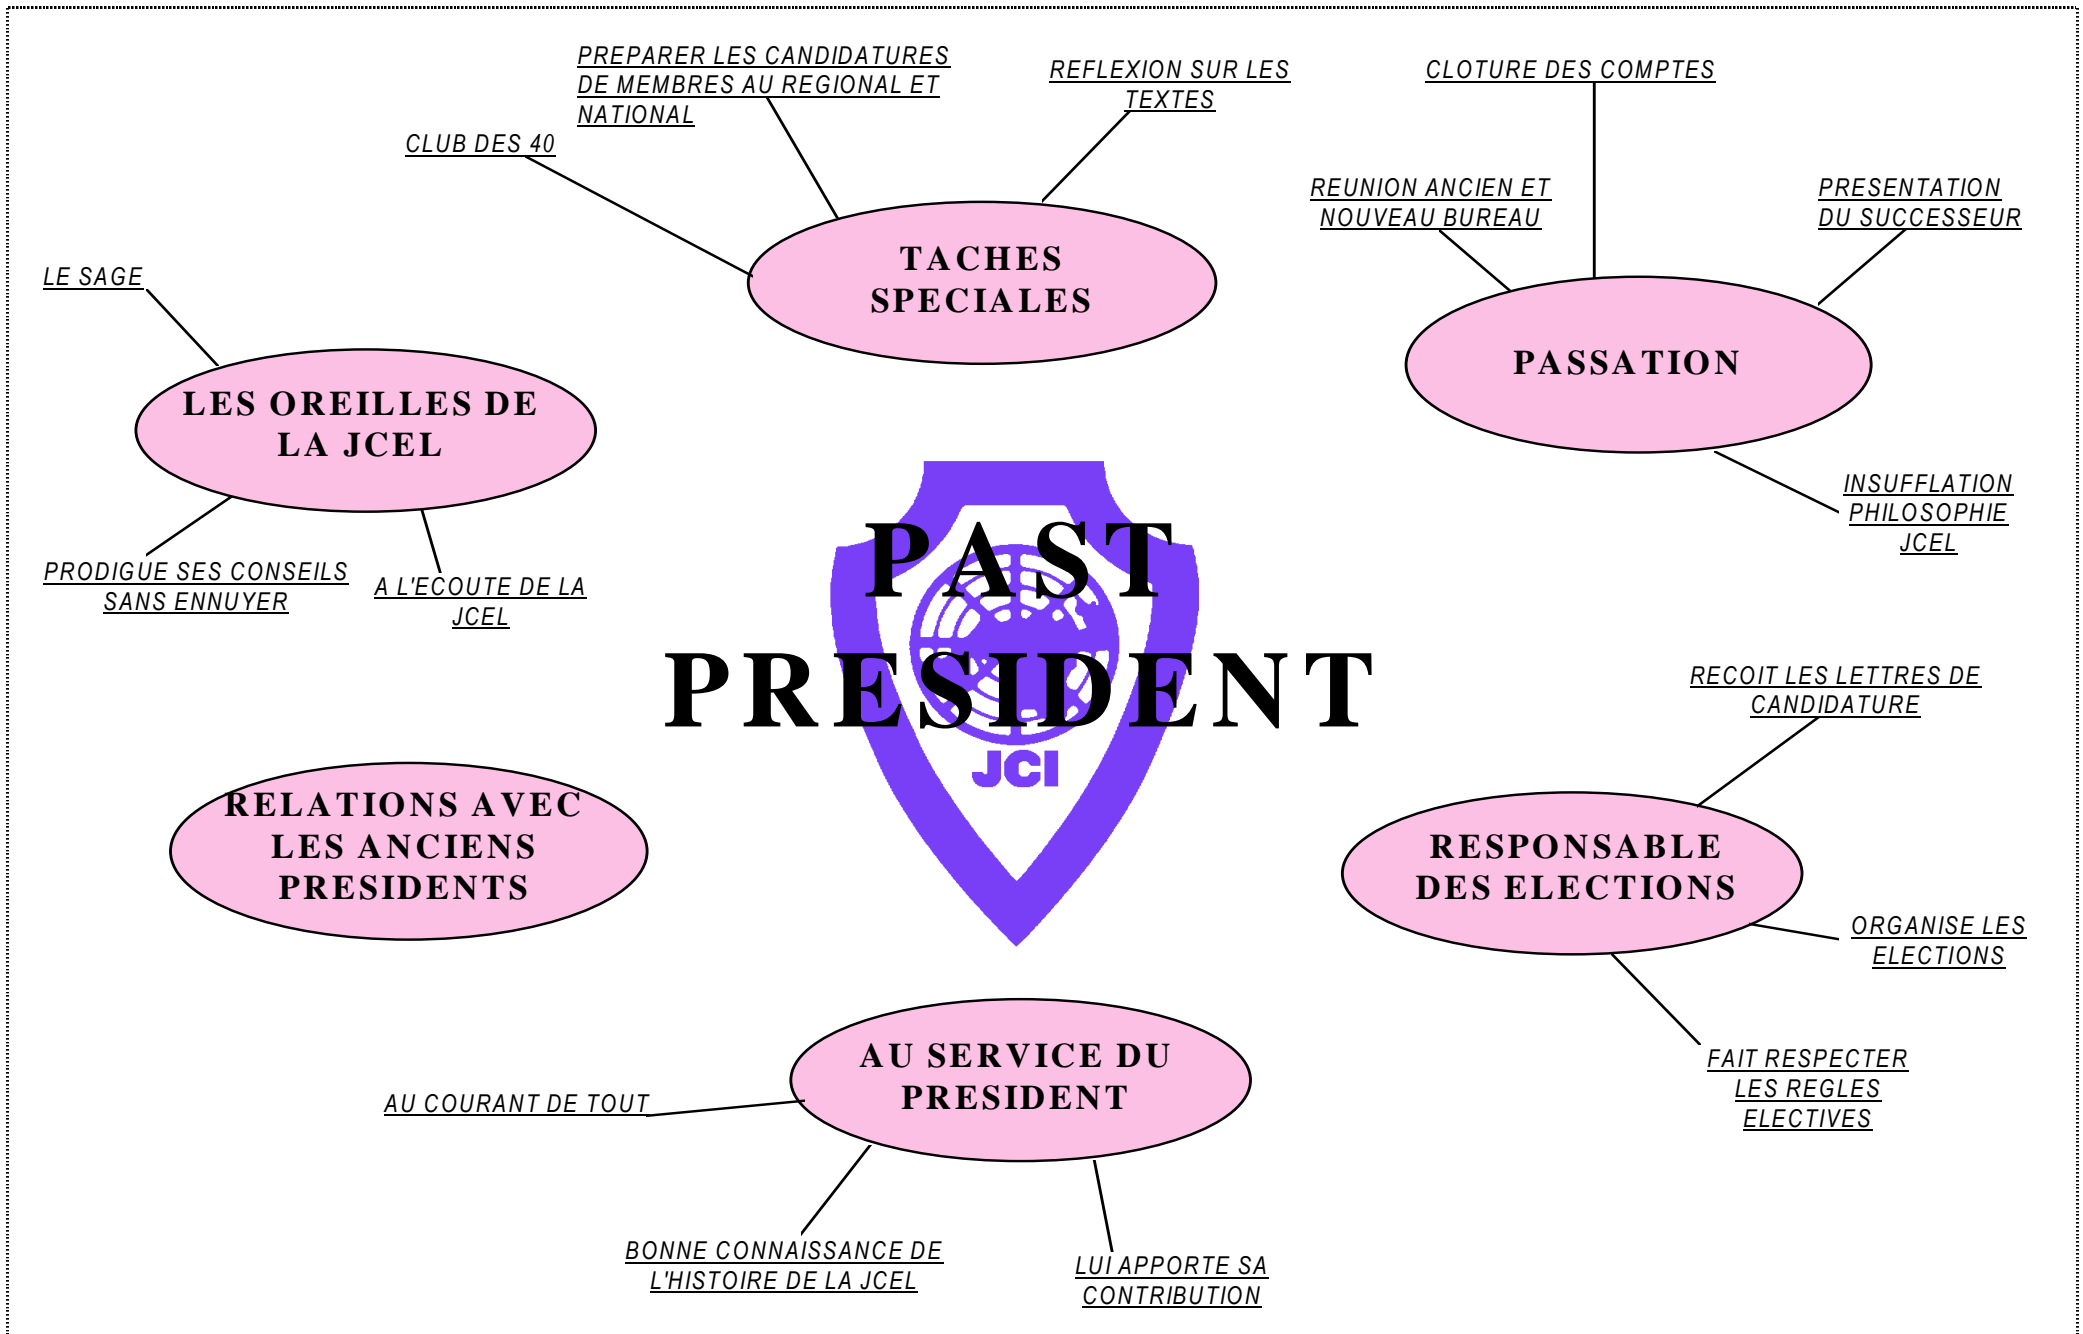 PREPARER LES CANDIDATURES
DE MEMBRES AU REGIONAL ET
NATIONAL
REFLEXION SUR LES
TEXTES
CLUB DES 40
TACHES
SPECIALES
CLOTURE DES COMPTES
REUNION ANCIEN ET
NOUVEAU BUREAU
PRESENTATION
DU SUCCESSEUR
PASSATION
INSUFFLATION
PHILOSOPHIE
JCEL
LE SAGE
LES OREILLES DE
LA JCEL
PRODIGUE SES CONSEILS
SANS ENNUYER
A L'ECOUTE DE LA
JCEL
PAST
PRESIDENT
JCI
RELATIONS AVEC
LES ANCIENS
PRESIDENTS
RECOIT LES LETTRES DE
CANDIDATURE
RESPONSABLE
DES ELECTIONS
ORGANISE LES
ELECTIONS
FAIT RESPECTER
LES REGLES
ELECTIVES
AU SERVICE DU
PRESIDENT
AU COURANT DE TOUT
BONNE CONNAISSANCE DE
L'HISTOIRE DE LA JCEL
LUI APPORTE SA
CONTRIBUTION